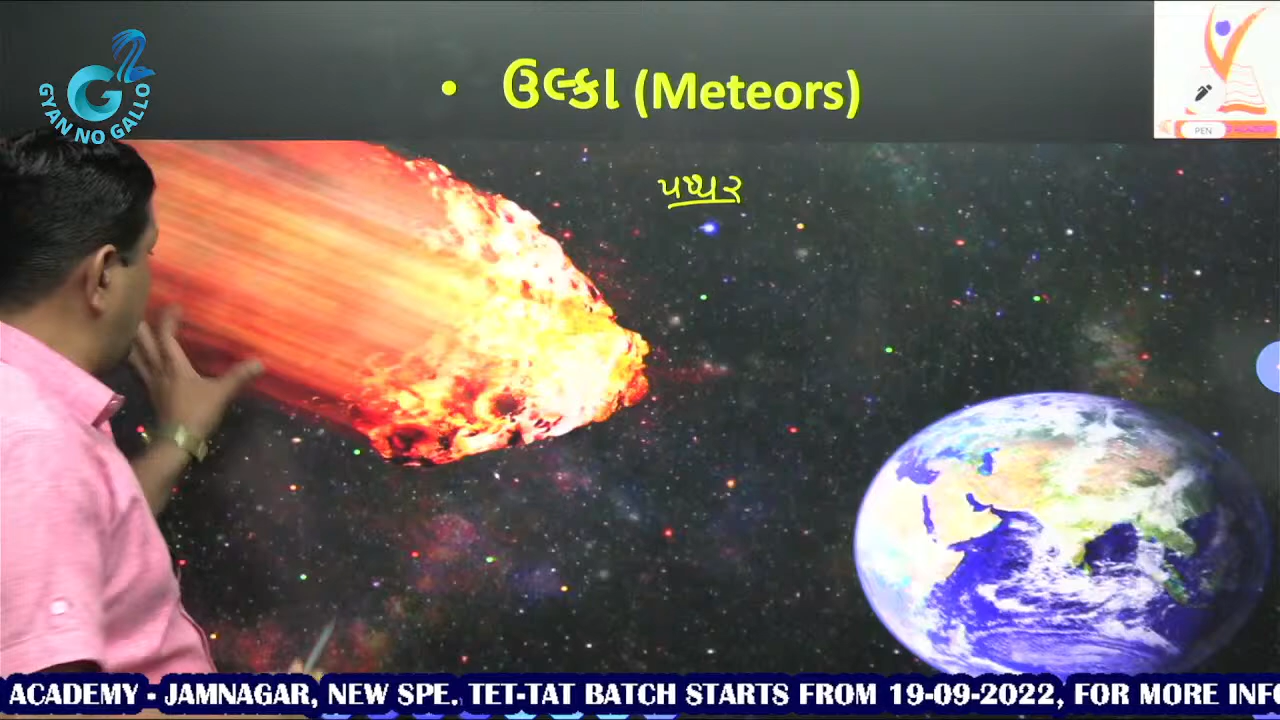 GYAN NO GALLO
• ઉલ્કા (Meteors)
PEN
પથ્થર
ACADEMY - JAMNAGAR, NEW SPE. TET-TAT BATCH STARTS FROM 19-09-2022, FOR MORE INFO